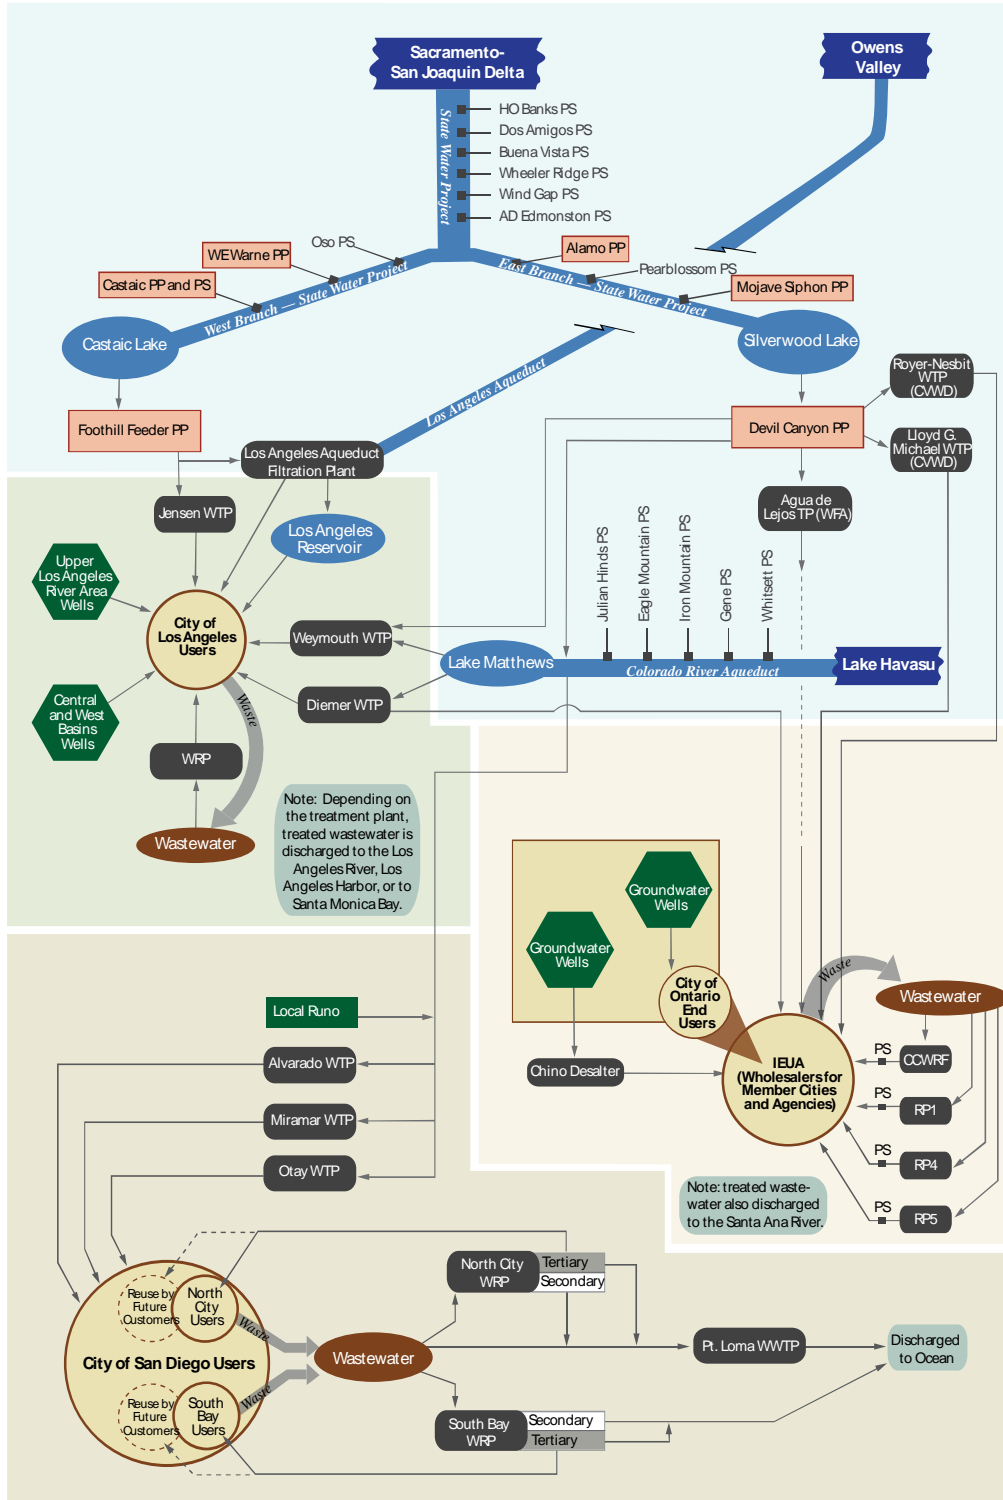 Sacramento-
San Joaquin Delta
Owens
Valley
State Water Project
HO Banks PS
Dos Amigos PS
Buena Vista PS
Wheeler Ridge PS
Wind Gap PS
AD Edmonston PS
Oso PS
WE Warne PP
Castaic PP and PS
West Branch — State Water Project
Alamo PP
East Branch — State Water Project
Pearblossom PS
Mojave Siphon PP
Castaic Lake
Silverwood Lake
Los Angeles Aqueduct
Royer-Nesbit
WTP
(CVWD)
Foothill Feeder PP
Devil Canyon PP
Lloyd G.
Michael WTP
(CVWD)
Los Angeles Aqueduct
Filtration Plant
Jensen WTP
Agua de
Lejos TP (WFA)
Los Angeles
Reservoir
Julian Hinds PS
Eagle Mountain PS
Iron Mountain PS
Gene PS
Whitsett PS
Upper
Los Angeles
River Area
Wells
City of
Los Angeles
Users
Weymouth WTP
Lake Matthews
Colorado River Aqueduct
Lake Havasu
Central
and West
Basins
Wells
Diemer WTP
Waste
WRP
Wastewater
Note: Depending on
the treatment plant,
treated wastewater is
discharged to the Los
Angeles River, Los
Angeles Harbor, or to
Santa Monica Bay.
Groundwater
Wells
Groundwater
Wells
City of
Ontario
End
Users
Waste
Wastewater
Local Runo
Alvarado WTP
Chino Desalter
IEUA
(Wholesalers for
Member Cities
and Agencies)
PS
CCWRF
PS
RP1
Miramar WTP
PS
RP4
Otay WTP
PS
RP5
Note: treated waste-
water also discharged
to the Santa Ana River.
North City
WRP
Tertiary
Secondary
Reuse by
Future
Customers
North
City
Users
Waste
City of San Diego Users
Wastewater
Pt. Loma WWTP
Discharged
to Ocean
Reuse by
Future
Customers
South
Bay
Users
Waste
South Bay
WRP
Secondary
Tertiary